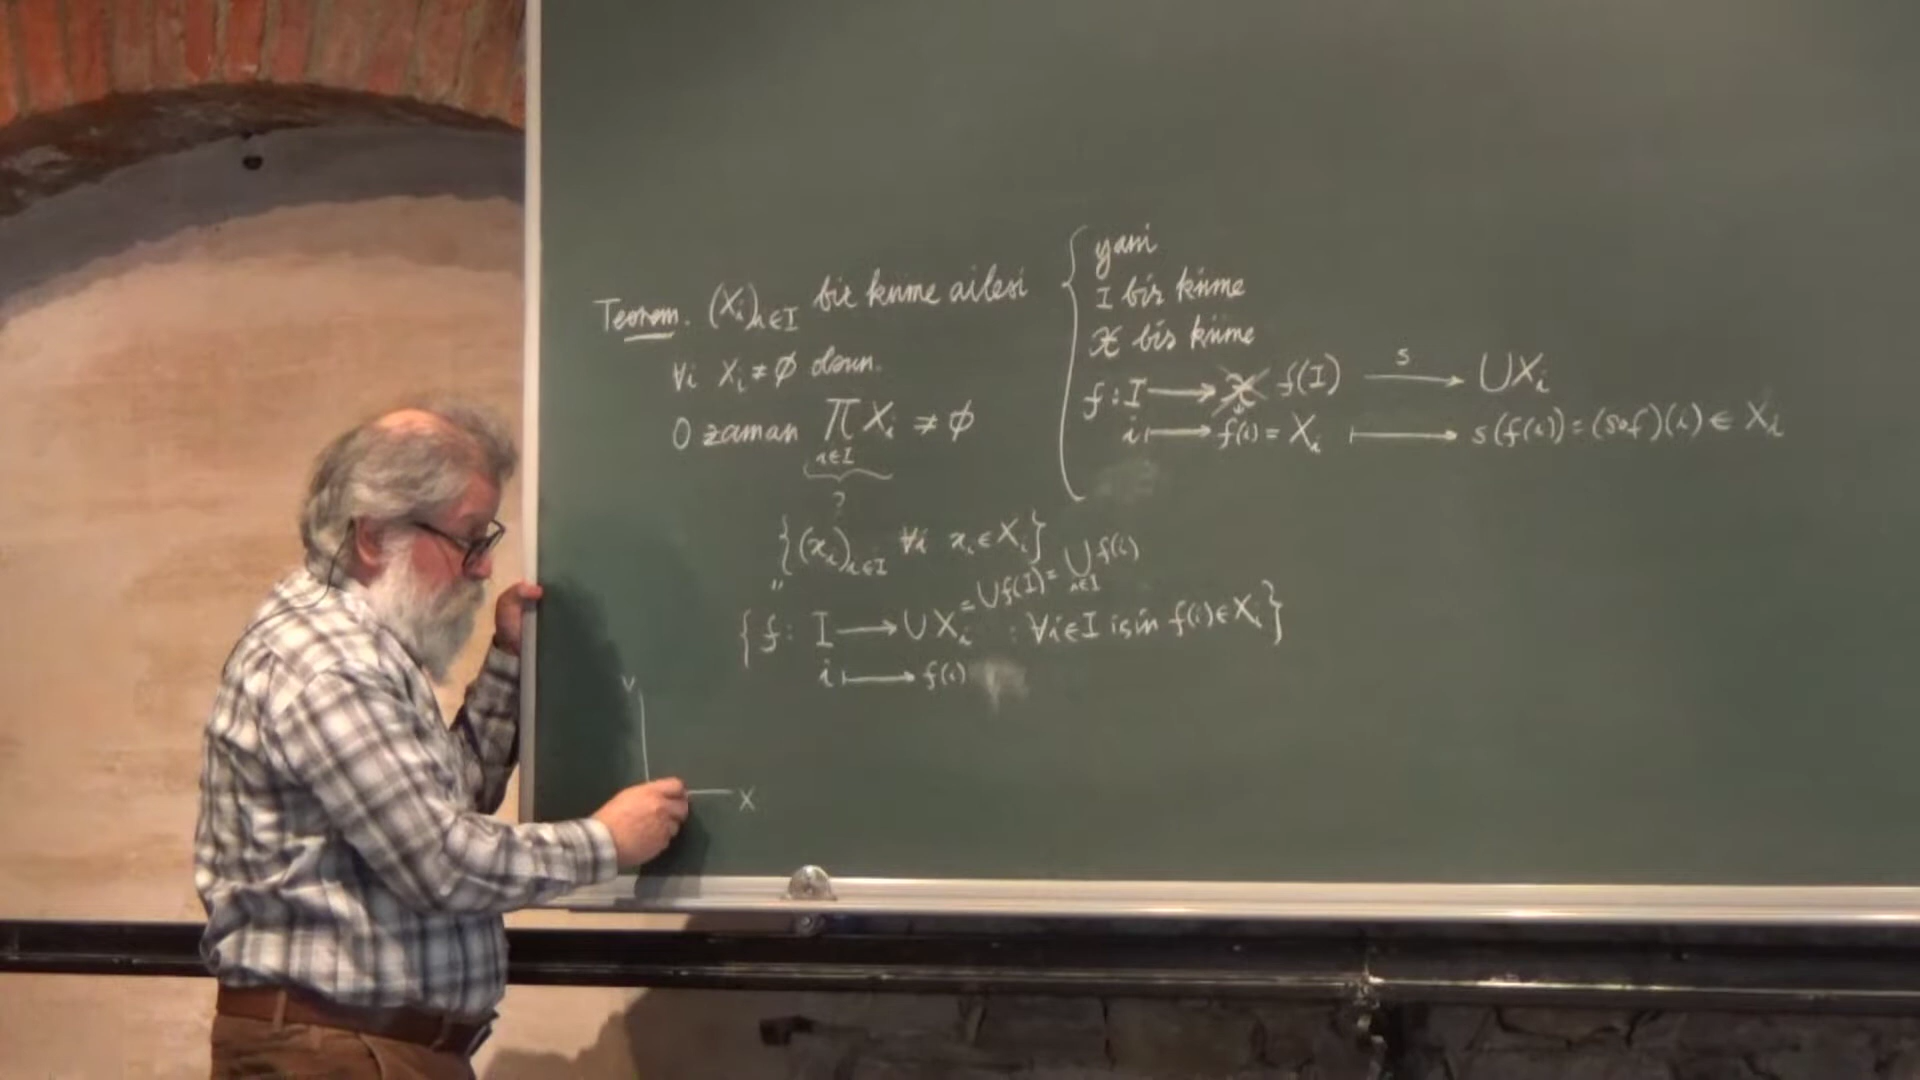 Teorem. (Xᵢ)ᵢ∈I bir küme ailesi
∀i Xᵢ ≠ ∅ olsun.
O zaman ∏ Xᵢ ≠ ∅
i∈I
?
{(xᵢ)ᵢ∈I ∀i xᵢ ∈ Xᵢ}
"
{f: I ⟶ ∪Xᵢ = ∪f(I) = ∪ f(i) : ∀i∈I için f(i) ∈ Xᵢ}
i∈I
i ⟼ f(i)
{ yani
I bir küme
𝒳 bir küme
f: I ⟶ 𝒳 f(I) ⟶ ∪Xᵢ
s
i ⟼ f(i) = Xᵢ ⟼ s(f(i)) = (s∘f)(i) ∈ Xᵢ
X